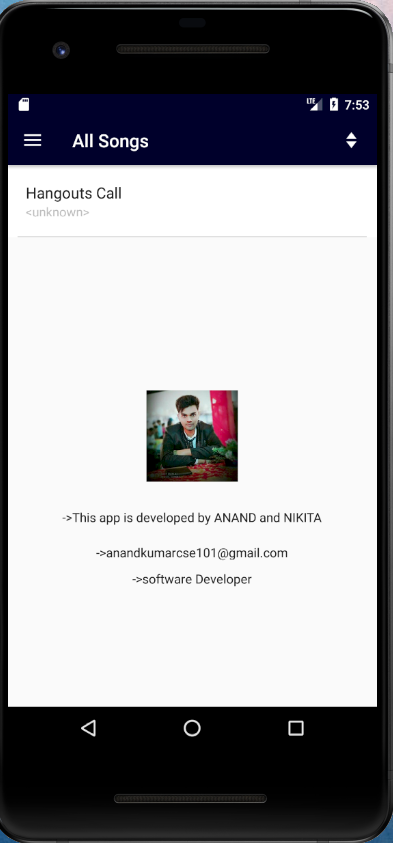 LTE 7:53
All Songs
Hangouts Call
<unknown>
->This app is developed by ANAND and NIKITA
->anandkumarcse101@gmail.com
->software Developer